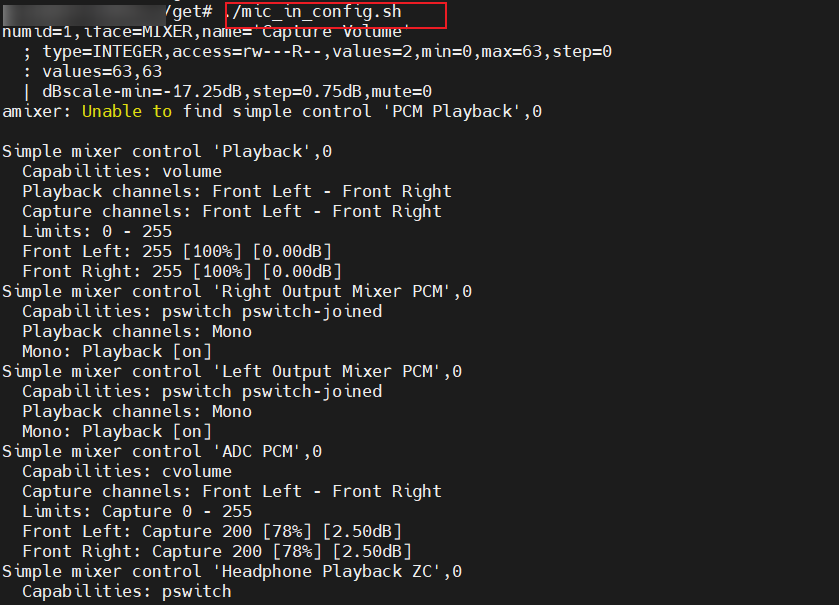 /get# ./mic_in_config.sh
numid=1,iface=MIXER,name='Capture Volume'
  ; type=INTEGER,access=rw---R--,values=2,min=0,max=63,step=0
  : values=63,63
  | dBscale-min=-17.25dB,step=0.75dB,mute=0
amixer: Unable to find simple control 'PCM Playback',0
Simple mixer control 'Playback',0
  Capabilities: volume
  Playback channels: Front Left - Front Right
  Capture channels: Front Left - Front Right
  Limits: 0 - 255
  Front Left: 255 [100%] [0.00dB]
  Front Right: 255 [100%] [0.00dB]
Simple mixer control 'Right Output Mixer PCM',0
  Capabilities: pswitch pswitch-joined
  Playback channels: Mono
  Mono: Playback [on]
Simple mixer control 'Left Output Mixer PCM',0
  Capabilities: pswitch pswitch-joined
  Playback channels: Mono
  Mono: Playback [on]
Simple mixer control 'ADC PCM',0
  Capabilities: cvolume
  Capture channels: Front Left - Front Right
  Limits: Capture 0 - 255
  Front Left: Capture 200 [78%] [2.50dB]
  Front Right: Capture 200 [78%] [2.50dB]
Simple mixer control 'Headphone Playback ZC',0
  Capabilities: pswitch